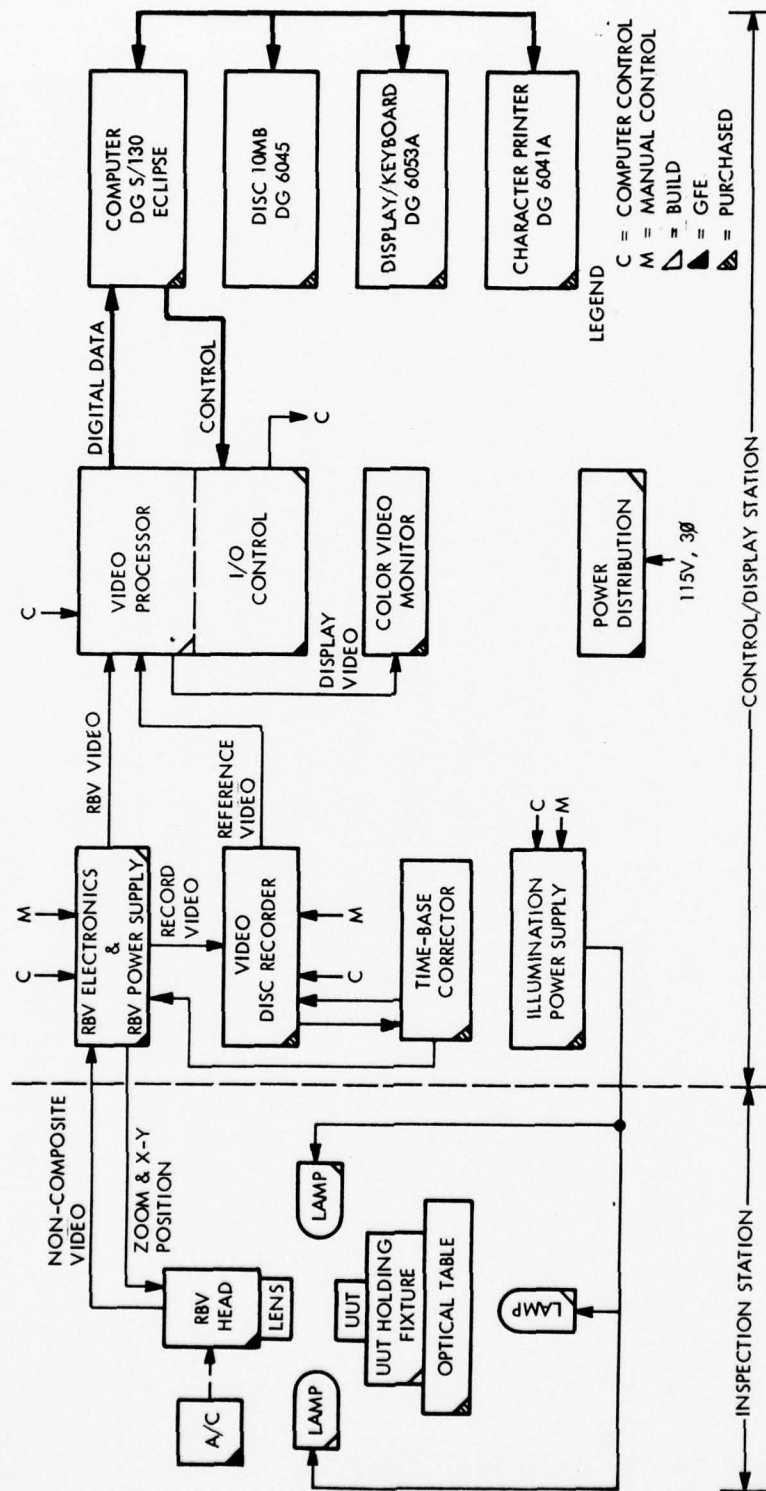 NON-COMPOSITE
VIDEO
ZOOM & X-Y
POSITION
A/C
RBV
HEAD
LENS
LAMP
LAMP
UUT
UUT HOLDING
FIXTURE
OPTICAL TABLE
LAMP
INSPECTION STATION
C
M
RBV ELECTRONICS
&
RBV POWER SUPPLY
RECORD
VIDEO
VIDEO
DISC RECORDER
C
M
TIME-BASE
CORRECTOR
ILLUMINATION
POWER SUPPLY
C
M
RBV VIDEO
REFERENCE
VIDEO
C
VIDEO
PROCESSOR
I/O
CONTROL
C
DISPLAY
VIDEO
COLOR VIDEO
MONITOR
POWER
DISTRIBUTION
115V, 3Ø
DIGITAL DATA
CONTROL
COMPUTER
DG S/130
ECLIPSE
DISC 10MB
DG 6045
DISPLAY/KEYBOARD
DG 6053A
CHARACTER PRINTER
DG 6041A
LEGEND
C = COMPUTER CONTROL
M = MANUAL CONTROL
= BUILD
= GFE
= PURCHASED
CONTROL/DISPLAY STATION